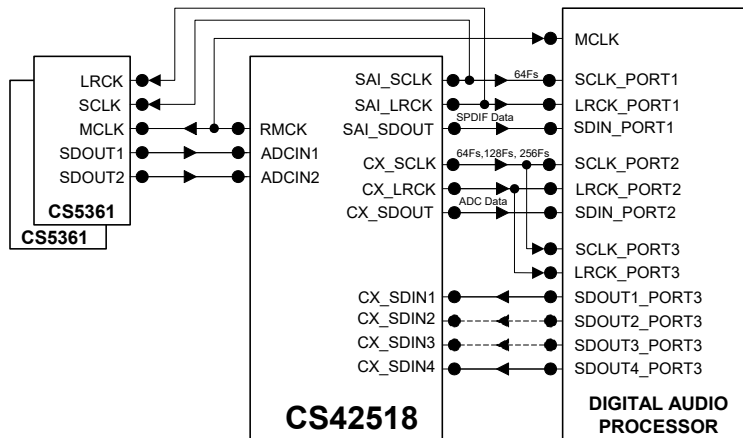 LRCK
SCLK
MCLK
SDOUT1
SDOUT2
CS5361
CS5361
RMCK
ADCIN1
ADCIN2
SAI_SCLK
SAI_LRCK
SAI_SDOUT
CX_SCLK
CX_LRCK
CX_SDOUT
CX_SDIN1
CX_SDIN2
CX_SDIN3
CX_SDIN4
CS42518
64Fs
SPDIF Data
64Fs,128Fs, 256Fs
ADC Data
MCLK
SCLK_PORT1
LRCK_PORT1
SDIN_PORT1
SCLK_PORT2
LRCK_PORT2
SDIN_PORT2
SCLK_PORT3
LRCK_PORT3
SDOUT1_PORT3
SDOUT2_PORT3
SDOUT3_PORT3
SDOUT4_PORT3
DIGITAL AUDIO
PROCESSOR